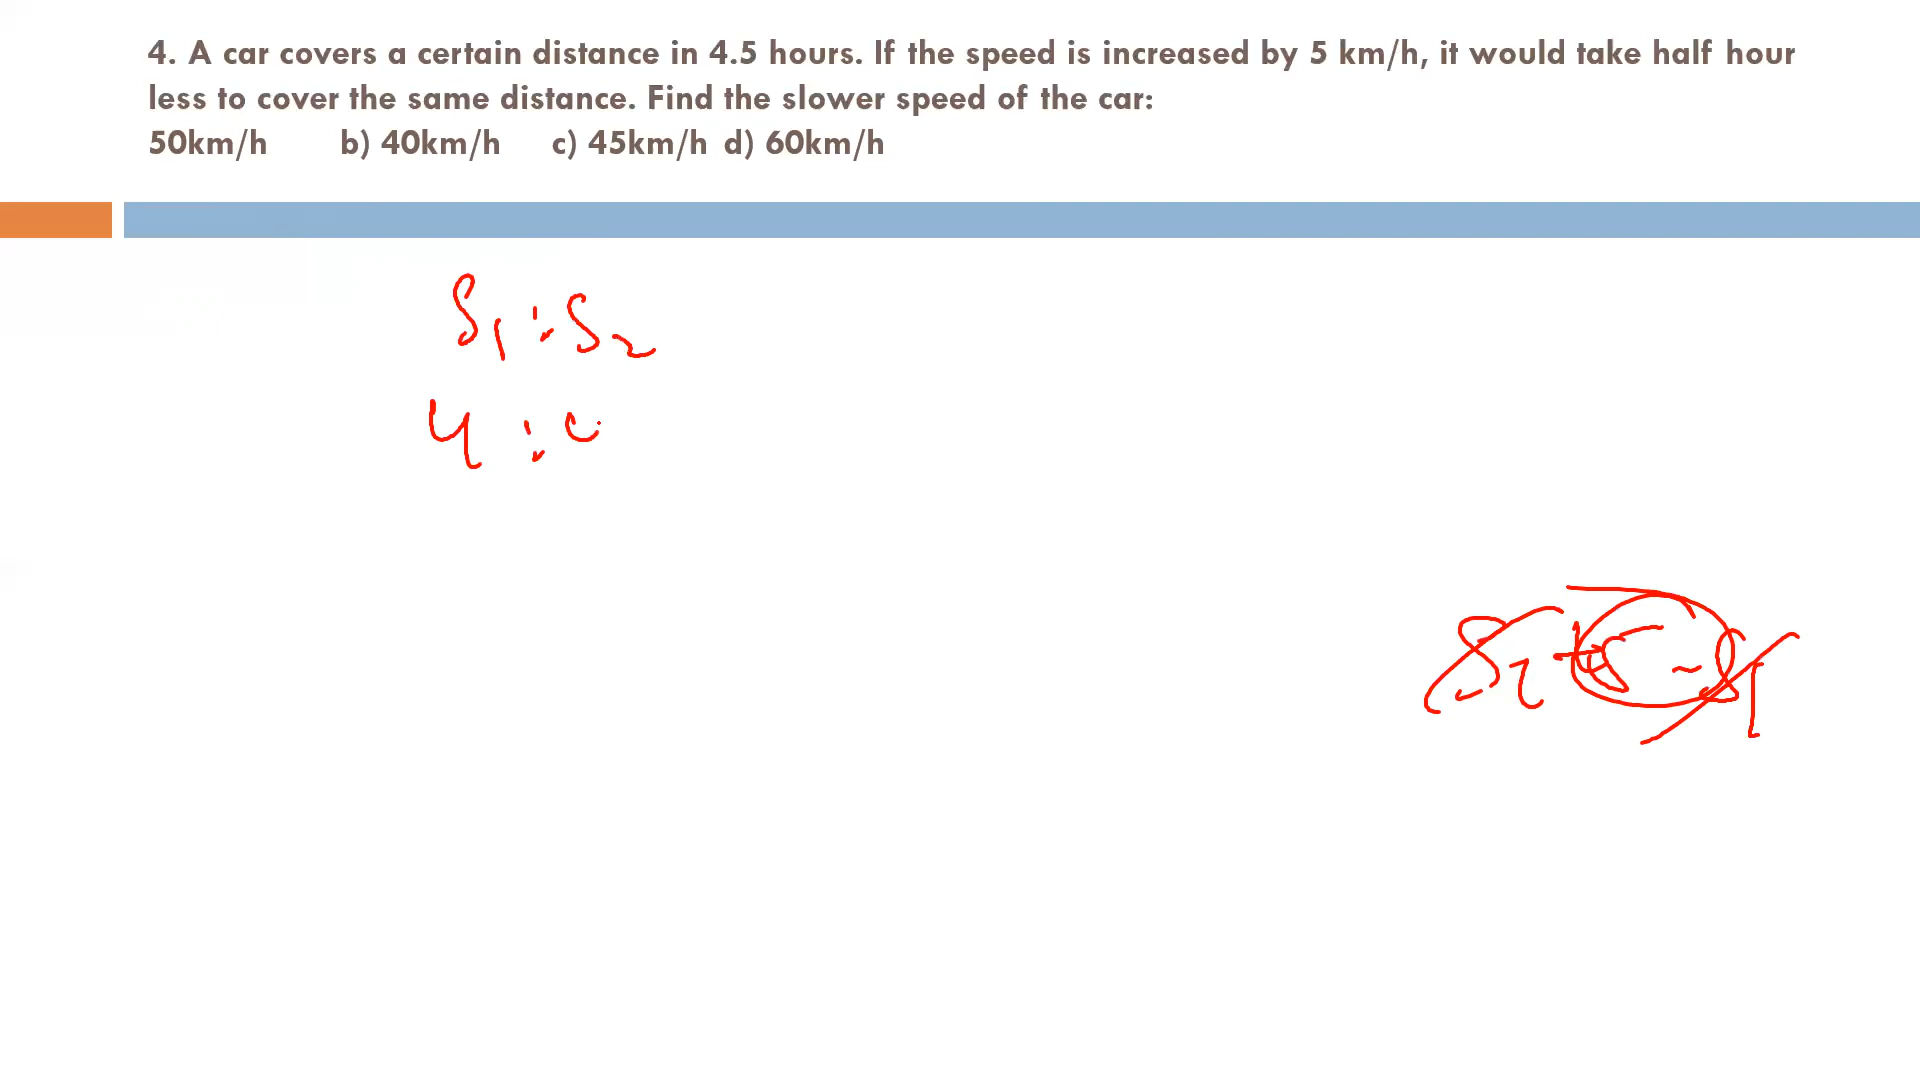 4. A car covers a certain distance in 4.5 hours. If the speed is increased by 5 km/h, it would take half hour
less to cover the same distance. Find the slower speed of the car:
50km/h b) 40km/h c) 45km/h d) 60km/h
S1 : S2
4 :